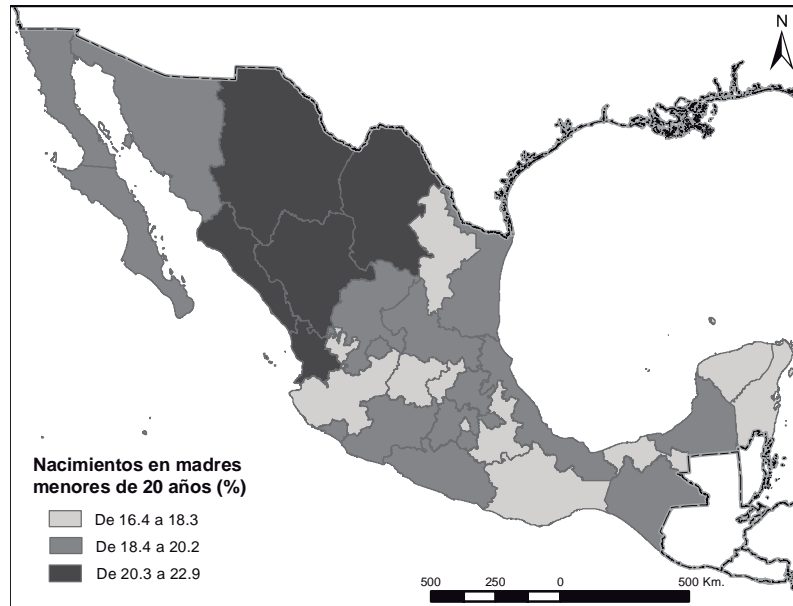 N
Nacimientos en madres
menores de 20 años (%)
De 16.4 a 18.3
De 18.4 a 20.2
De 20.3 a 22.9
500 250 0 500 Km.